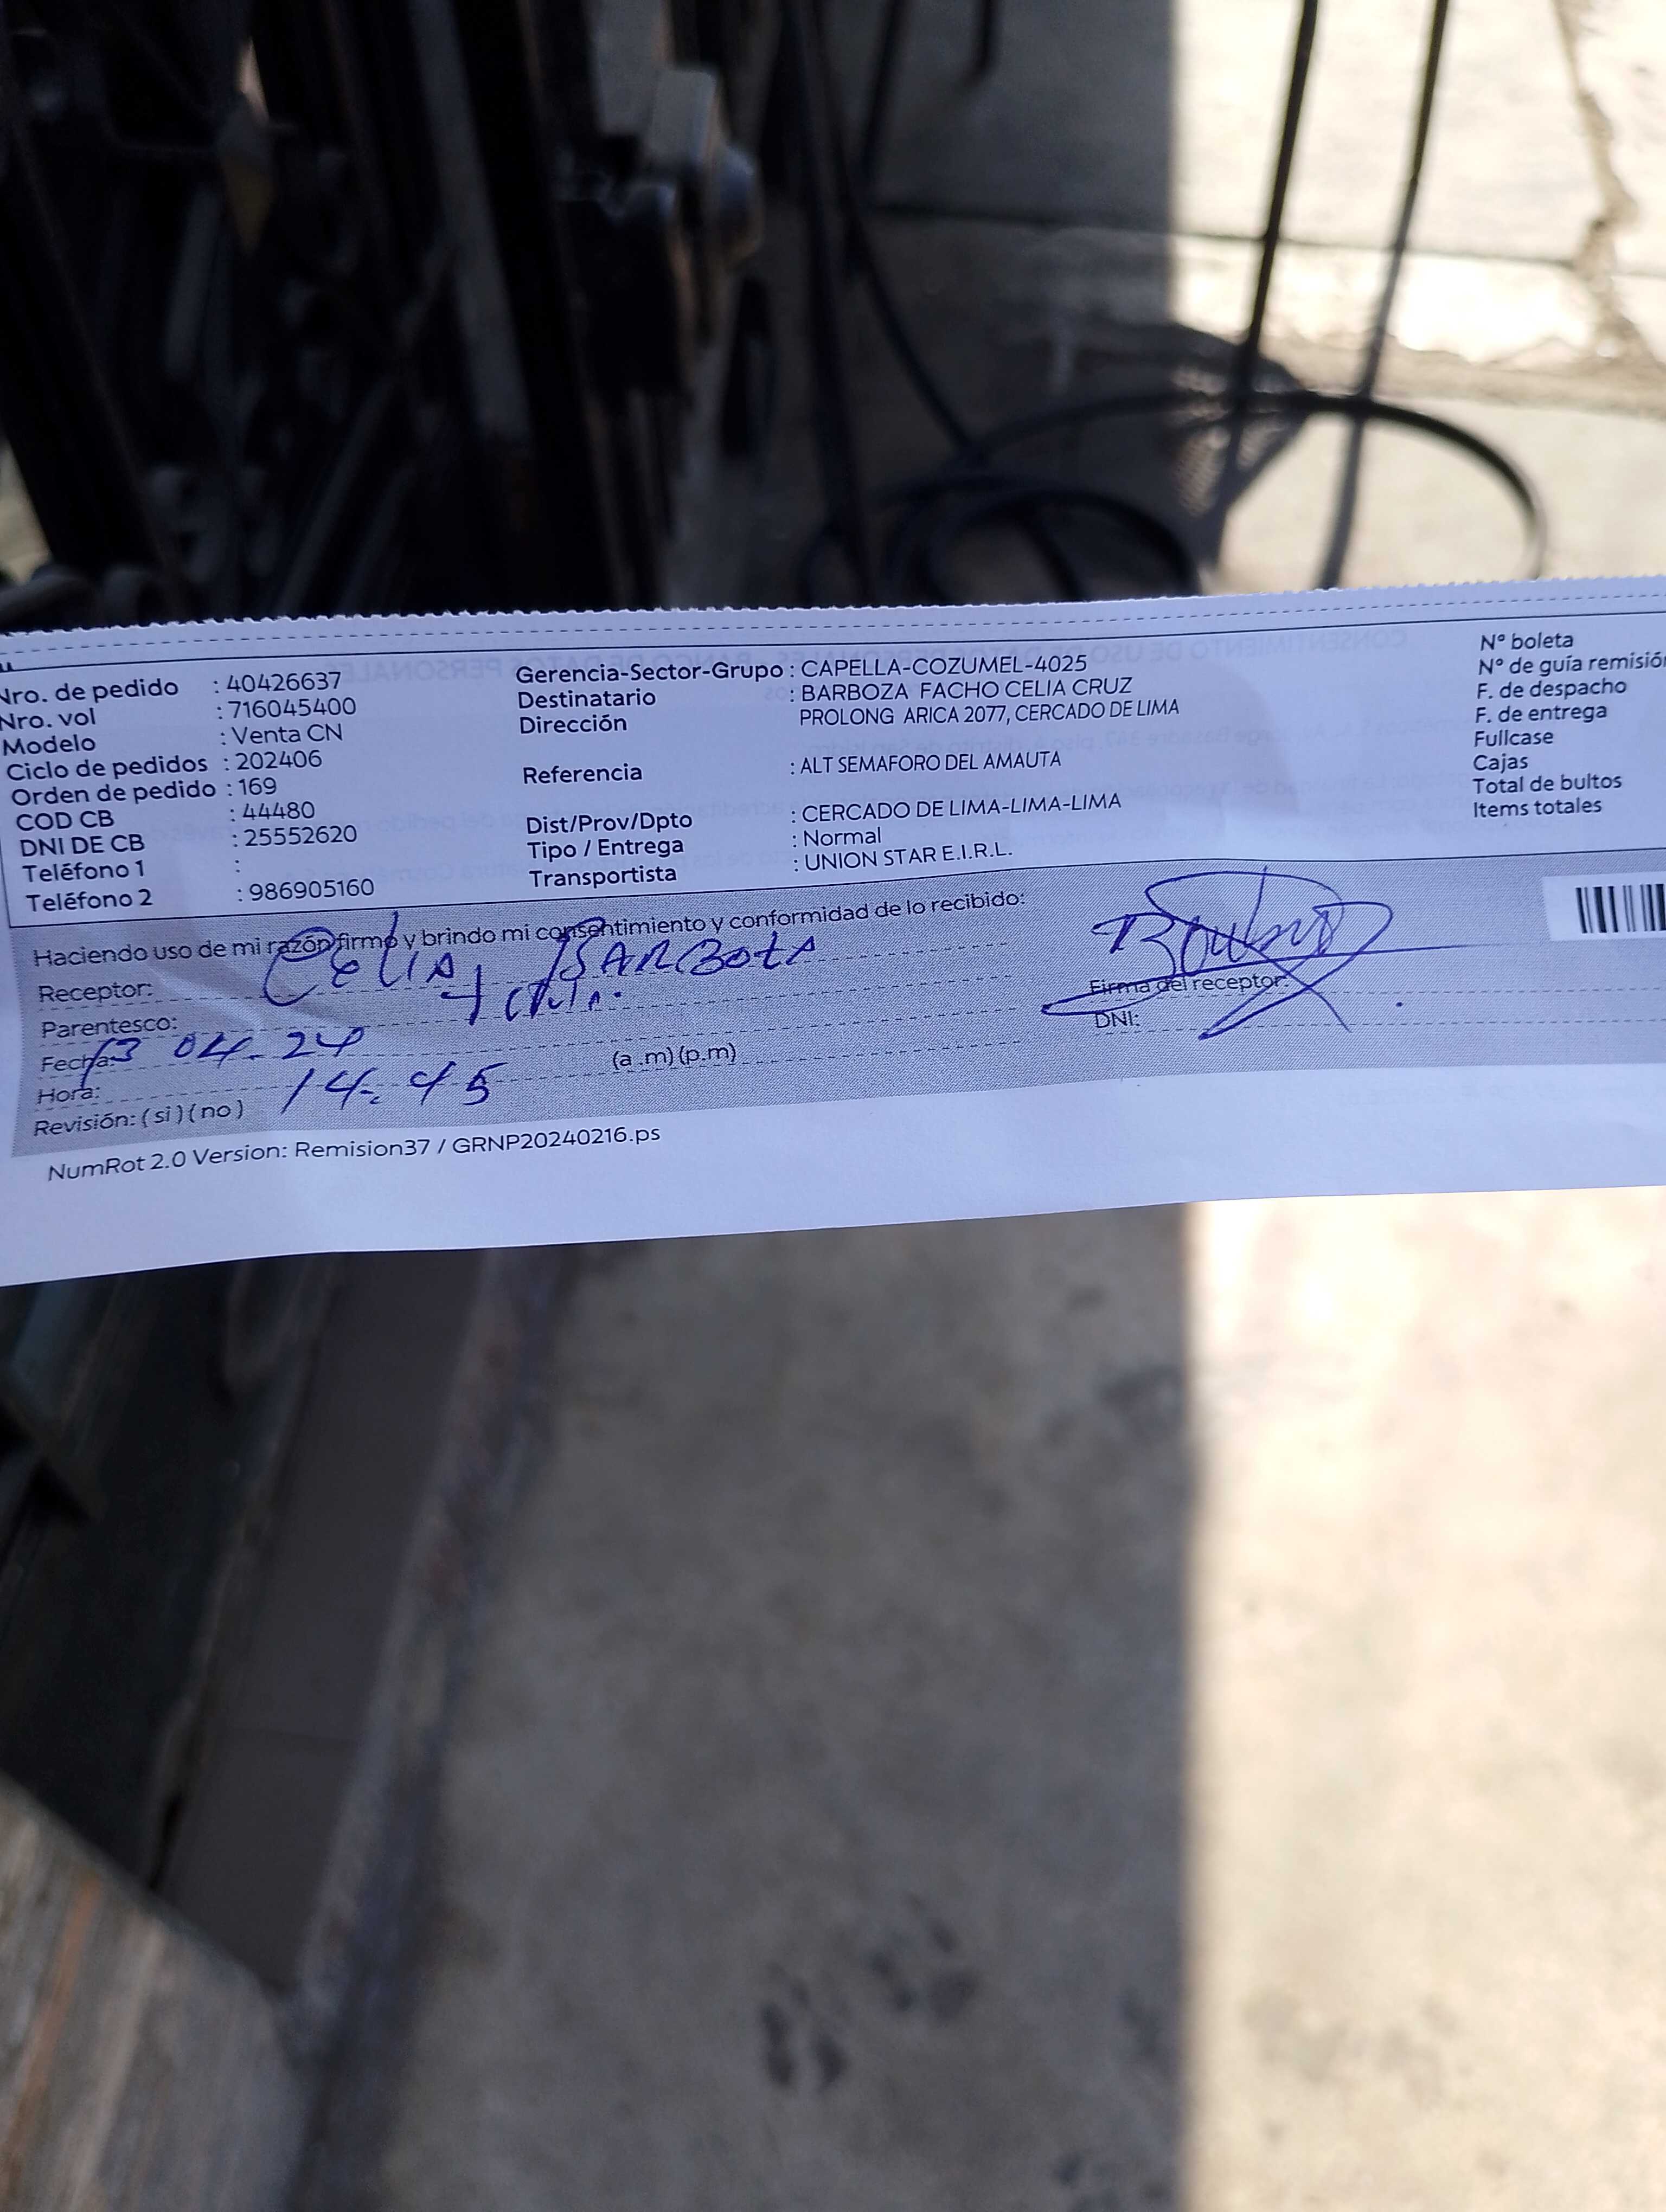 Nro. de pedido : 40426637
Nro. vol : 716045400
Modelo : Venta CN
Ciclo de pedidos : 202406
Orden de pedido : 169
COD CB : 44480
DNI DE CB : 25552620
Teléfono 1 :
Teléfono 2 : 986905160
Gerencia-Sector-Grupo : CAPELLA-COZUMEL-4025
Destinatario : BARBOZA FACHO CELIA CRUZ
Dirección PROLONG ARICA 2077, CERCADO DE LIMA
Referencia : ALT SEMAFORO DEL AMAUTA
Dist/Prov/Dpto : CERCADO DE LIMA-LIMA-LIMA
Tipo / Entrega : Normal
Transportista : UNION STAR E.I.R.L.
N° boleta
N° de guía remisión
F. de despacho
F. de entrega
Fullcase
Cajas
Total de bultos
Items totales
Haciendo uso de mi razón firmo y brindo mi consentimiento y conformidad de lo recibido:
Receptor: Celia BARBOZA
Parentesco:
Fecha: 13 04-24
Hora: 14:45 (a .m) (p.m)
Revisión: ( si ) ( no )
Firma del receptor:
DNI:
NumRot 2.0 Version: Remision37 / GRNP20240216.ps